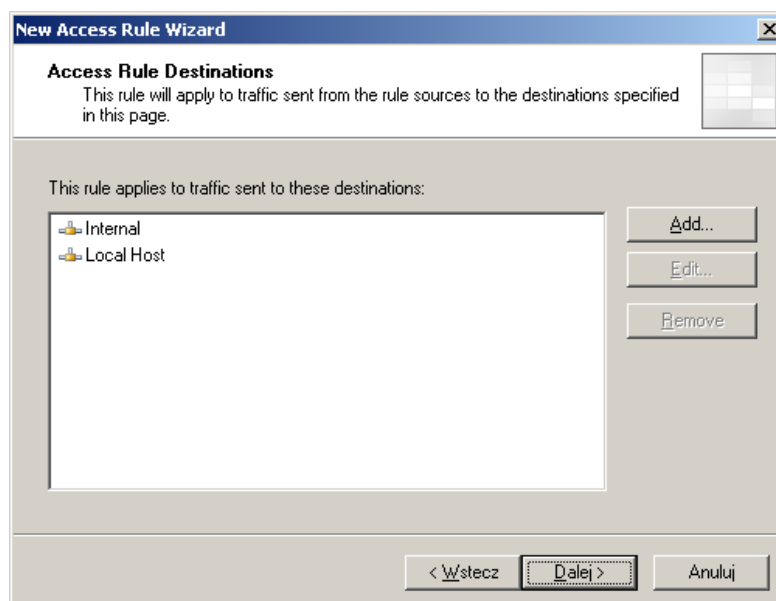 New Access Rule Wizard
Access Rule Destinations
This rule will apply to traffic sent from the rule sources to the destinations specified
in this page.
This rule applies to traffic sent to these destinations:
Internal
Local Host
Add...
Edit...
Remove
< Wstecz
Dalej >
Anuluj